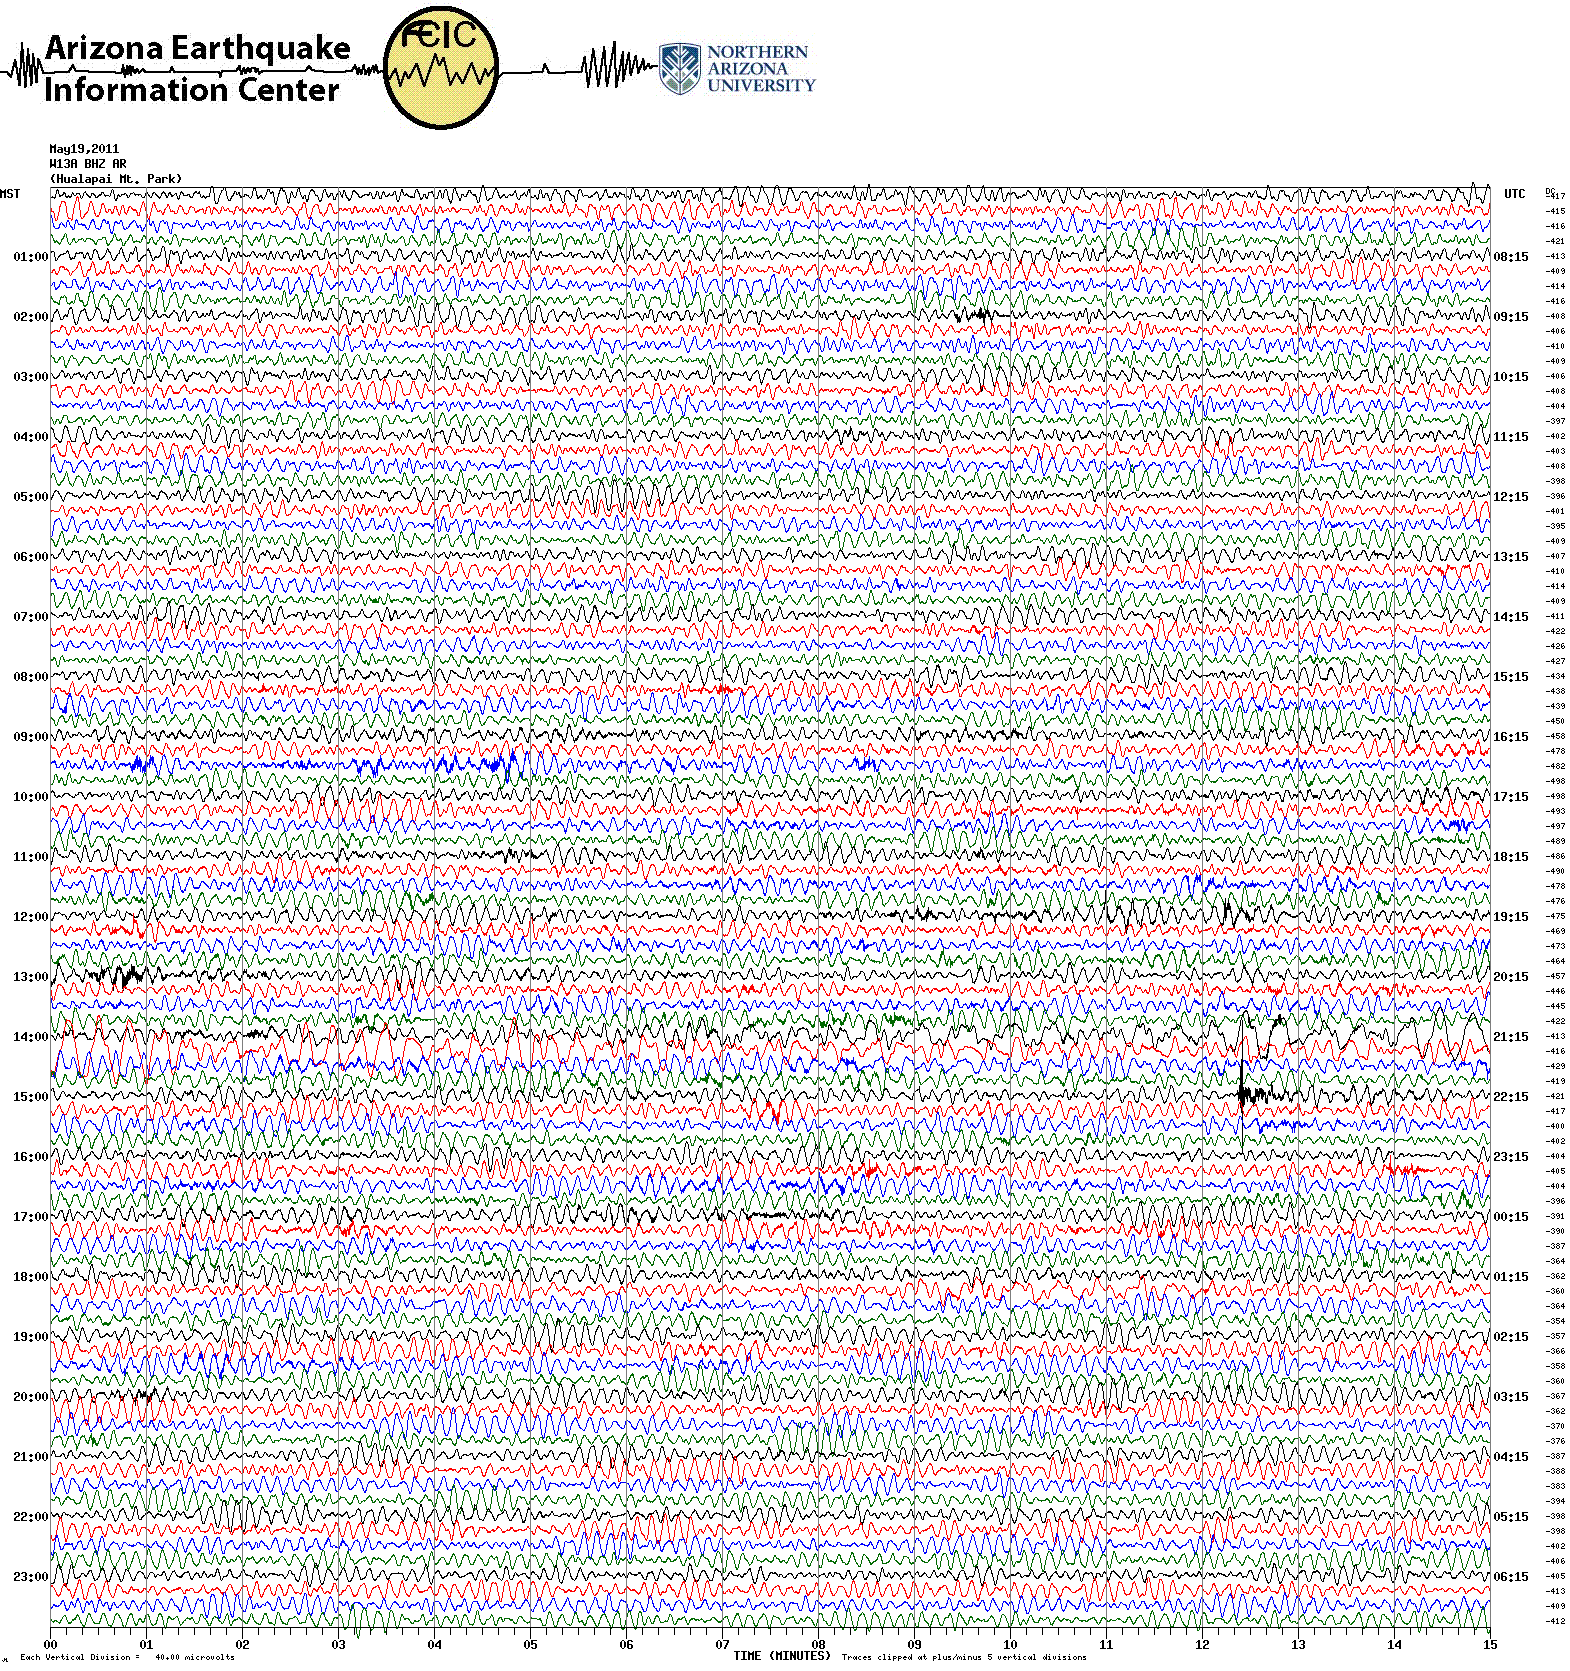 Arizona Earthquake
Information Center
ÆEIC
NORTHERN
ARIZONA
UNIVERSITY
May19,2011
W13A BHZ AR
(Hualapai Mt. Park)
MST UTC DC
-417
-415
-416
-421
01:00 08:15 -413
-409
-414
-416
02:00 09:15 -408
-406
-410
-409
03:00 10:15 -406
-408
-404
-397
04:00 11:15 -402
-403
-408
-398
05:00 12:15 -396
-401
-395
-409
06:00 13:15 -407
-410
-414
-409
07:00 14:15 -411
-422
-426
-427
08:00 15:15 -434
-438
-439
-450
09:00 16:15 -458
-478
-482
-498
10:00 17:15 -498
-493
-497
-489
11:00 18:15 -486
-490
-478
-476
12:00 19:15 -475
-469
-473
-464
13:00 20:15 -457
-446
-445
-422
14:00 21:15 -413
-416
-429
-419
15:00 22:15 -421
-417
-400
-402
16:00 23:15 -404
-405
-404
-396
17:00 00:15 -391
-390
-387
-364
18:00 01:15 -362
-360
-364
-354
19:00 02:15 -357
-366
-358
-360
20:00 03:15 -367
-362
-370
-376
21:00 04:15 -387
-388
-383
-394
22:00 05:15 -398
-398
-402
-406
23:00 06:15 -405
-413
-409
-412
00 01 02 03 04 05 06 07 08 09 10 11 12 13 14 15
TIME (MINUTES) Traces clipped at plus/minus 5 vertical divisions
Each Vertical Division = 40.00 microvolts